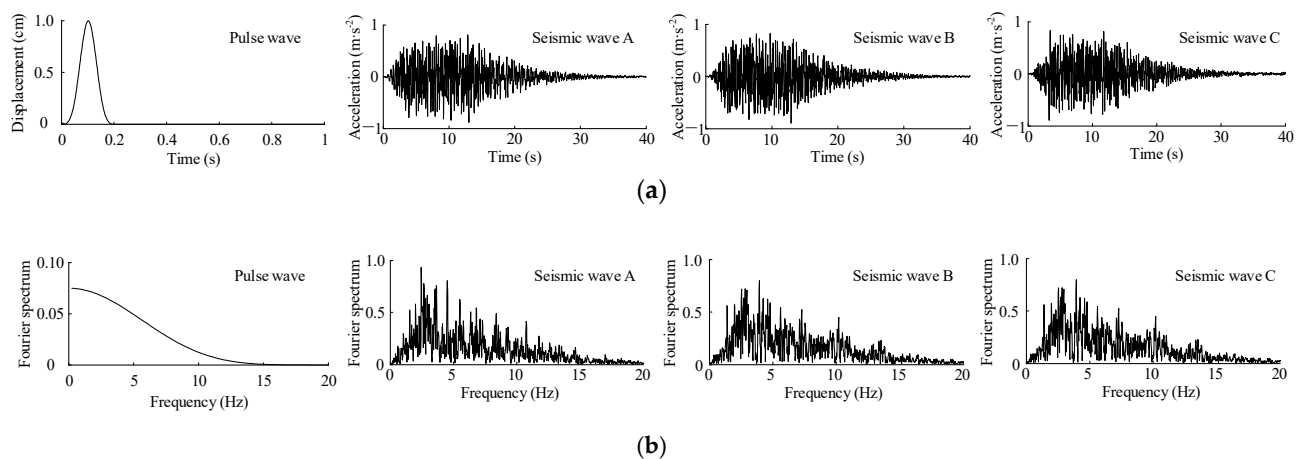 Displacement (cm)
1.0
0.5
0
Pulse wave
0 0.2 0.4 0.6 0.8 1
Time (s)
Acceleration (m·s⁻²)
1
0
−1
Seismic wave A
0 10 20 30 40
Time (s)
Acceleration (m·s⁻²)
1
0
−1
Seismic wave B
0 10 20 30 40
Time (s)
Acceleration (m·s⁻²)
1
0
−1
Seismic wave C
0 10 20 30 40
Time (s)
(a)
Fourier spectrum
0.10
0.05
0
Pulse wave
0 5 10 15 20
Frequency (Hz)
Fourier spectrum
1.0
0.5
0
Seismic wave A
0 5 10 15 20
Frequency (Hz)
Fourier spectrum
1.0
0.5
0
Seismic wave B
0 5 10 15 20
Frequency (Hz)
Fourier spectrum
1.0
0.5
0
Seismic wave C
0 5 10 15 20
Frequency (Hz)
(b)